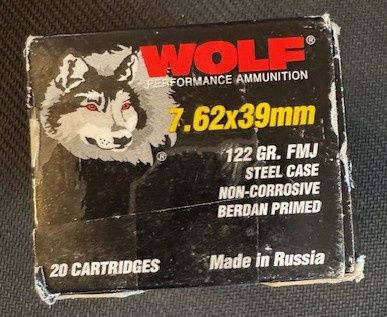 WOLF®
PERFORMANCE AMMUNITION
7.62x39mm
®
122 GR. FMJ
STEEL CASE
NON-CORROSIVE
BERDAN PRIMED
20 CARTRIDGES Made in Russia